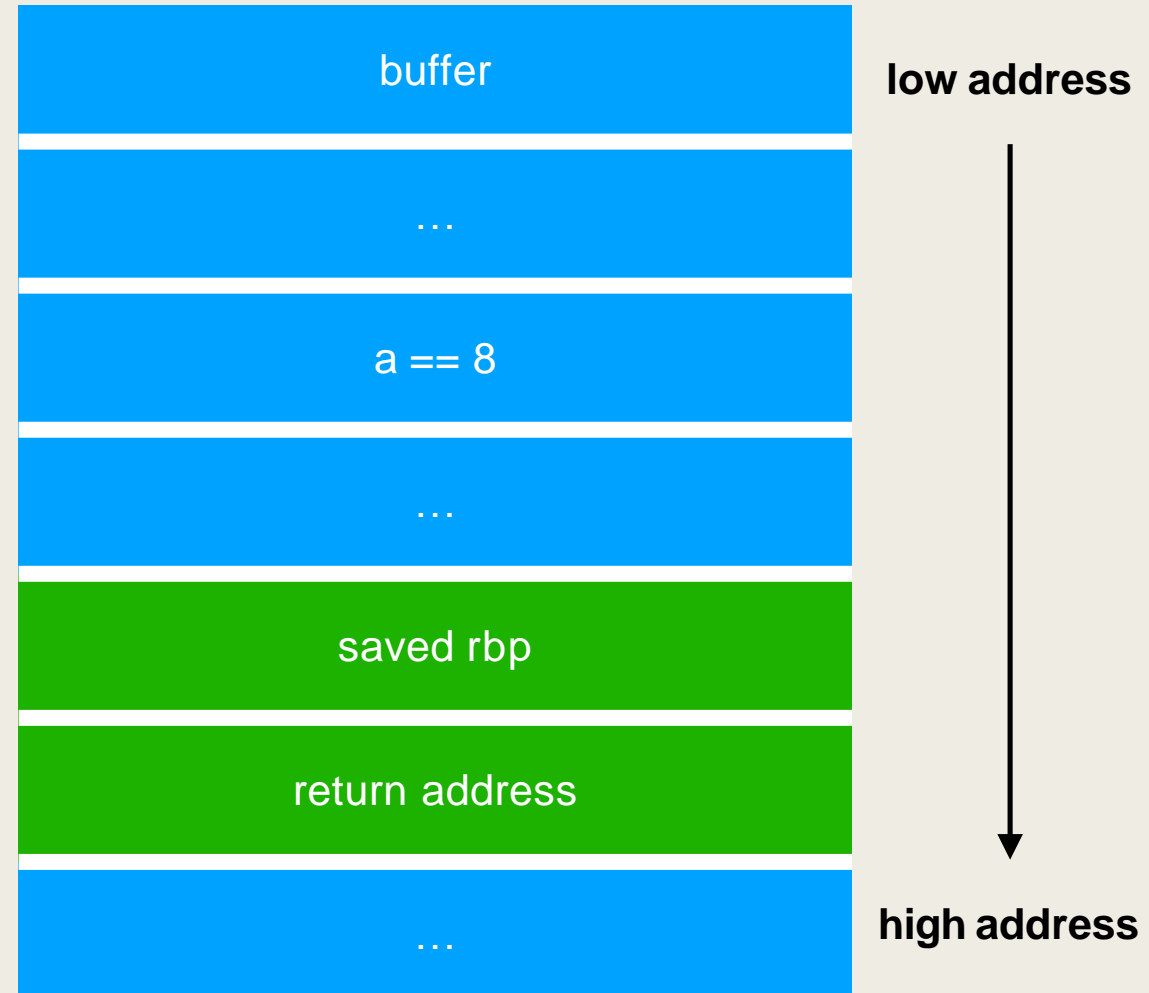 buffer
low address
...
a == 8
...
saved rbp
return address
...
high address